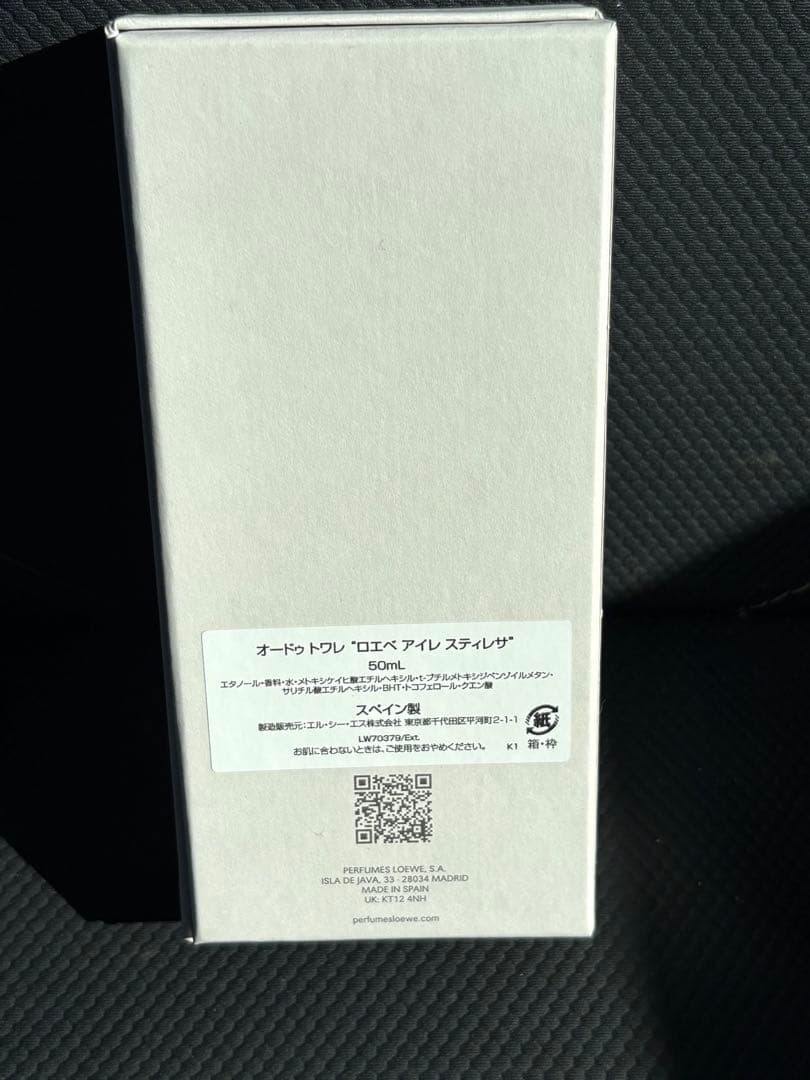 オードゥ トワレ “ロエベ アイレ スティレサ”
50mL
エタノール・香料・水・メトキシケイヒ酸エチルヘキシル・t-ブチルメトキシジベンゾイルメタン・
サリチル酸エチルヘキシル・BHT・トコフェロール・クエン酸
スペイン製
製造販売元：エル・シー・エス株式会社 東京都千代田区平河町2-1-1
LW70379/Ext.
お肌に合わないときは、ご使用をおやめください。 K1
紙
箱・枠
PERFUMES LOEWE, S.A.
ISLA DE JAVA, 33 - 28034 MADRID
MADE IN SPAIN
UK: KT12 4NH
perfumesloewe.com